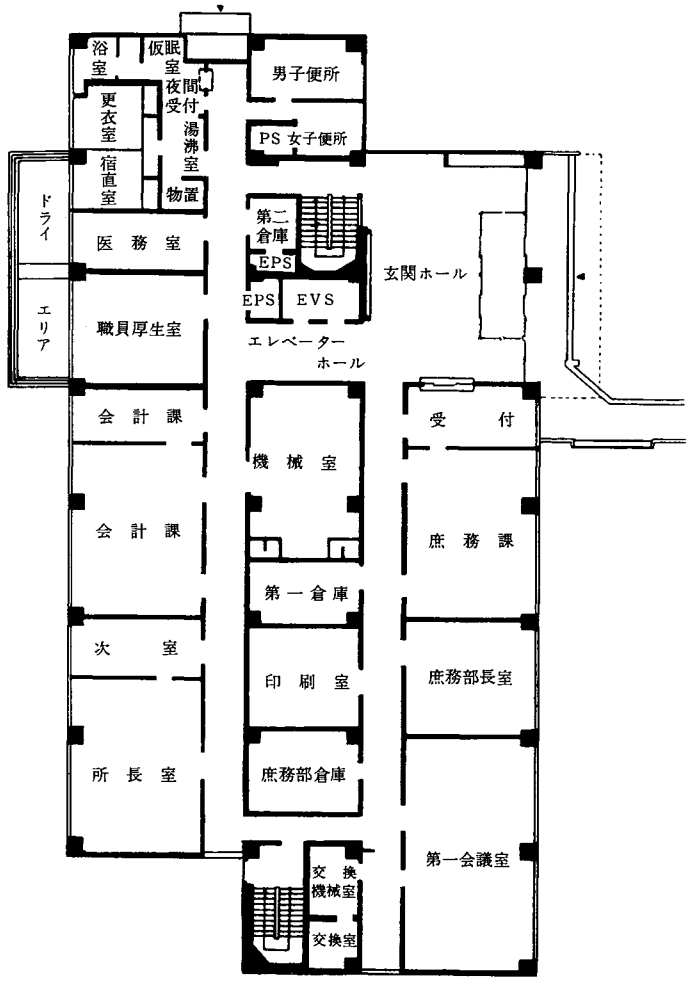 浴室
仮眠室
夜間受付
男子便所
更衣室
湯沸室
PS 女子便所
宿直室
物置
ドライ
エリア
医務室
第二
倉庫
EPS
玄関ホール
職員厚生室
EPS
EVS
エレベーター
ホール
会計課
受付
機械室
会計課
庶務課
第一倉庫
次室
印刷室
庶務部長室
所長室
庶務部倉庫
第一会議室
交換
機械室
交換室